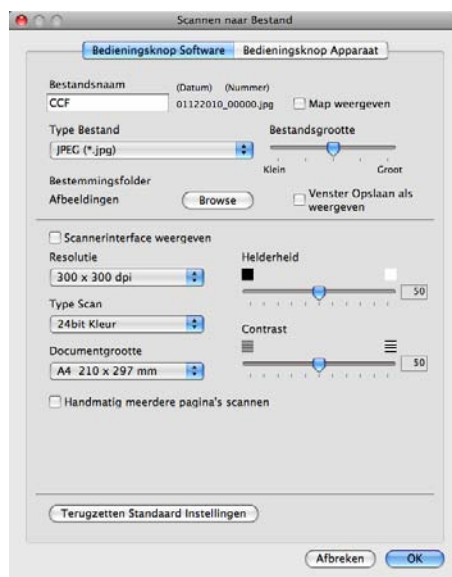 Scannen naar Bestand
Bedieningsknop Software Bedieningsknop Apparaat
Bestandsnaam (Datum) (Nummer)
CCF 01122010_00000.jpg Map weergeven
Type Bestand Bestandsgrootte
JPEG (*.jpg)
Klein Groot
Bestemmingsfolder
Afbeeldingen Browse Venster Opslaan als
weergeven
Scannerinterface weergeven
Resolutie Helderheid
300 x 300 dpi 50
Type Scan
24bit Kleur Contrast
Documentgrootte
A4 210 x 297 mm 50
Handmatig meerdere pagina's scannen
Terugzetten Standaard Instellingen
Afbreken OK